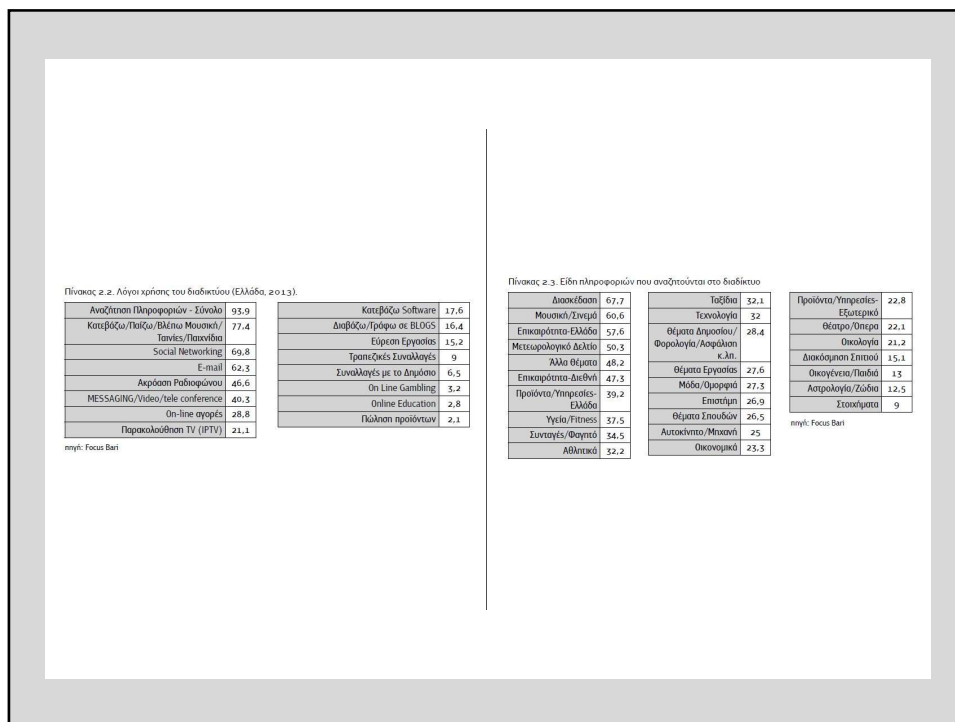 Πίνακας 2.2. Λόγοι χρήσης του διαδικτύου (Ελλάδα, 2013).
Αναζήτηση Πληροφοριών - Σύνολο 93,9
Κατεβάζω/Παίζω/Βλέπω Μουσική/ 77,4
Ταινίες/Παιχνίδια
Social Networking 69,8
E-mail 62,3
Ακρόαση Ραδιοφώνου 46,6
MESSAGING/Video/tele conference 40,3
On-line αγορές 28,8
Παρακολούθηση TV (IPTV) 21,1
πηγή: Focus Bari
Κατεβάζω Software 17,6
Διαβάζω/Γράφω σε BLOGS 16,4
Εύρεση Εργασίας 15,2
Τραπεζικές Συναλλαγές 9
Συναλλαγές με το Δημόσιο 6,5
On Line Gambling 3,2
Online Education 2,8
Πώληση προϊόντων 2,1
Πίνακας 2.3. Είδη πληροφοριών που αναζητούνται στο διαδίκτυο
Διασκέδαση 67,7
Μουσική/Σινεμά 60,6
Επικαιρότητα-Ελλάδα 57,6
Μετεωρολογικό Δελτίο 50,3
Άλλα Θέματα 48,2
Επικαιρότητα-Διεθνή 47,3
Προϊόντα/Υπηρεσίες- 39,2
Ελλάδα
Υγεία/Fitness 37,5
Συνταγές/Φαγητό 34,5
Αθλητικά 32,2
Ταξίδια 32,1
Τεχνολογία 32
Θέματα Δημοσίου/ 28,4
Φορολογία/Ασφάλιση
κ.λπ.
Θέματα Εργασίας 27,6
Μόδα/Ομορφιά 27,3
Επιστήμη 26,9
Θέματα Σπουδών 26,5
Αυτοκίνητο/Μηχανή 25
Οικονομικά 23,3
Προϊόντα/Υπηρεσίες- 22,8
Εξωτερικό
Θέατρο/Όπερα 22,1
Οικολογία 21,2
Διακόσμηση Σπιτιού 15,1
Οικογένεια/Παιδιά 13
Αστρολογία/Ζώδια 12,5
Στοιχήματα 9
πηγή: Focus Bari